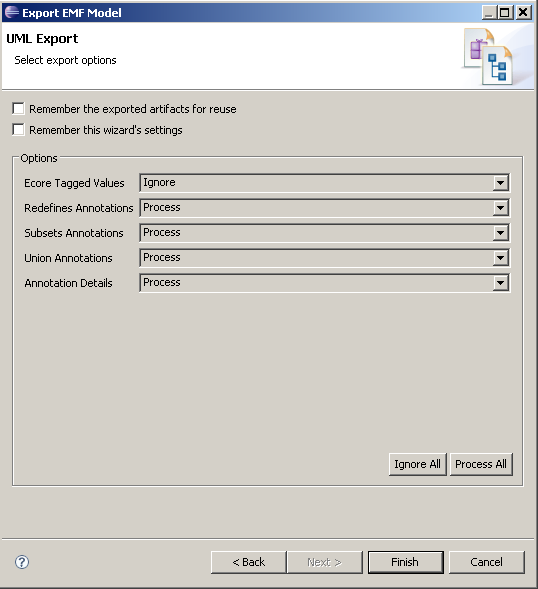 Export EMF Model
UML Export
Select export options
Remember the exported artifacts for reuse
Remember this wizard's settings
Options
Ecore Tagged Values Ignore
Redefines Annotations Process
Subsets Annotations Process
Union Annotations Process
Annotation Details Process
Ignore All Process All
? < Back Next > Finish Cancel